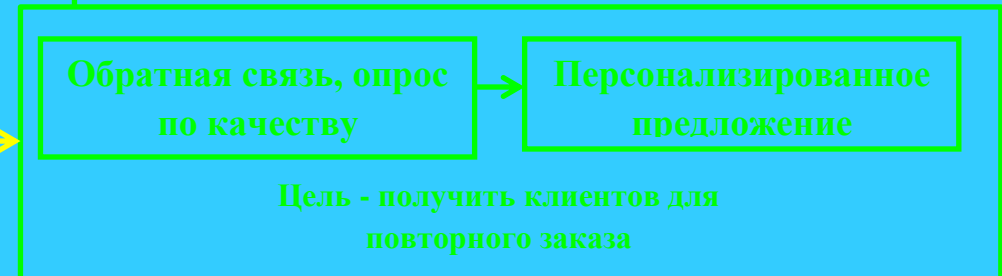 Обратная связь, опрос
по качеству
Персонализированное
предложение
Цель - получить клиентов для
повторного заказа